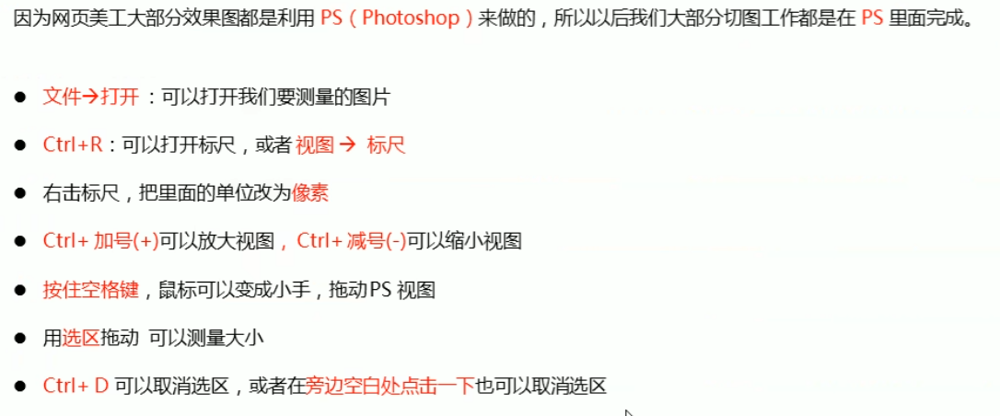 因为网页美工大部分效果图都是利用 PS（Photoshop）来做的，所以以后我们大部分切图工作都是在 PS 里面完成。
● 文件→打开 ：可以打开我们要测量的图片
● Ctrl+R：可以打开标尺，或者 视图 → 标尺
● 右击标尺，把里面的单位改为像素
● Ctrl+ 加号(+)可以放大视图， Ctrl+ 减号(-)可以缩小视图
● 按住空格键，鼠标可以变成小手，拖动 PS 视图
● 用选区拖动 可以测量大小
● Ctrl+ D 可以取消选区，或者在旁边空白处点击一下也可以取消选区